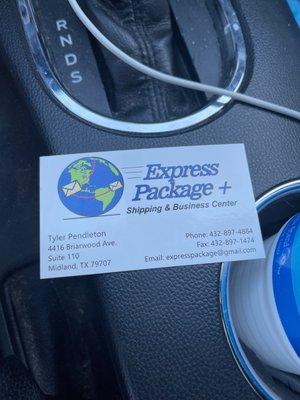 R
N
D
S
Express
Package +
Shipping & Business Center
Tyler Pendleton
4416 Briarwood Ave.
Suite 110
Midland, TX 79707
Phone: 432-897-4884
Fax: 432-897-1474
Email: expresspackage@gmail.com